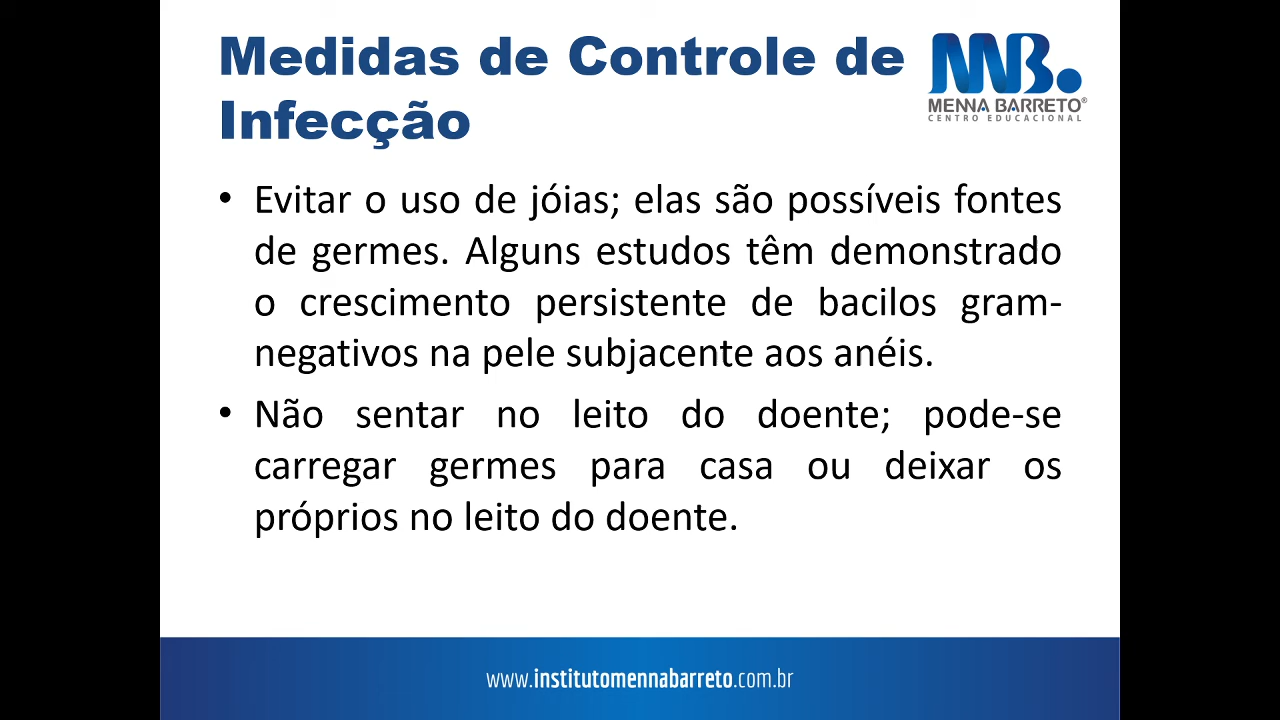 Medidas de Controle de
Infecção
MB.
MENNA BARRETO®
CENTRO EDUCACIONAL
• Evitar o uso de jóias; elas são possíveis fontes
de germes. Alguns estudos têm demonstrado
o crescimento persistente de bacilos gram-
negativos na pele subjacente aos anéis.
• Não sentar no leito do doente; pode-se
carregar germes para casa ou deixar os
próprios no leito do doente.
www.institutomennabarreto.com.br